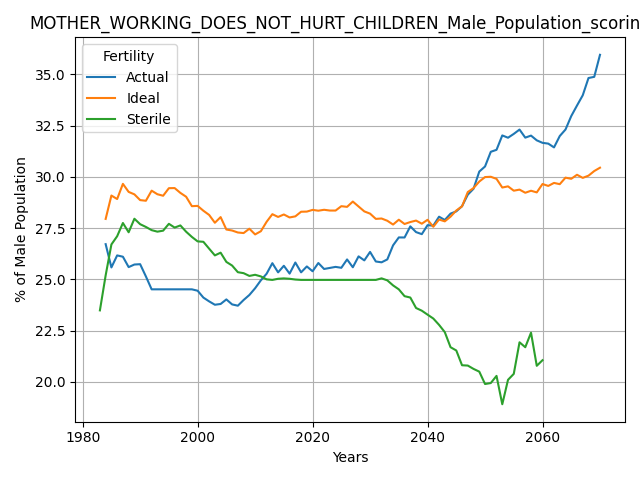 MOTHER_WORKING_DOES_NOT_HURT_CHILDREN_Male_Population_scorin
Fertility
Actual
Ideal
Sterile
% of Male Population
35.0
32.5
30.0
27.5
25.0
22.5
20.0
1980
2000
2020
2040
2060
Years